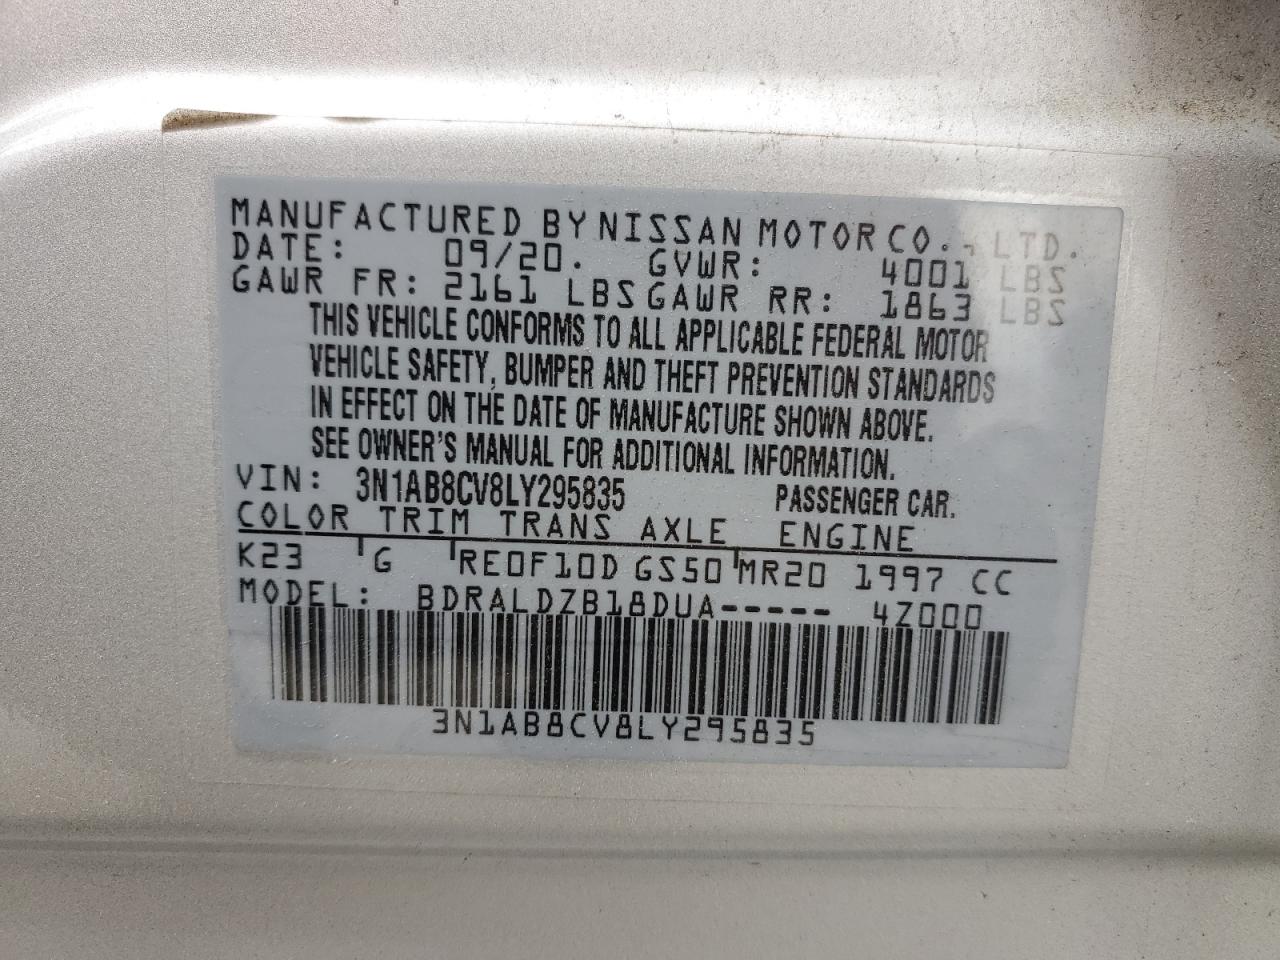 MANUFACTURED BY NISSAN MOTOR CO., LTD.
DATE: 09/20. GVWR: 4001 LBS
GAWR FR: 2161 LBS GAWR RR: 1863 LBS
THIS VEHICLE CONFORMS TO ALL APPLICABLE FEDERAL MOTOR
VEHICLE SAFETY, BUMPER AND THEFT PREVENTION STANDARDS
IN EFFECT ON THE DATE OF MANUFACTURE SHOWN ABOVE.
SEE OWNER'S MANUAL FOR ADDITIONAL INFORMATION.
VIN: 3N1AB8CV8LY295835 PASSENGER CAR.
COLOR TRIM TRANS AXLE ENGINE
K23 G RE0F10D GS50 MR20 1997 CC
MODEL: BDRALDZB18DUA----- 4Z000
3N1AB8CV8LY295835